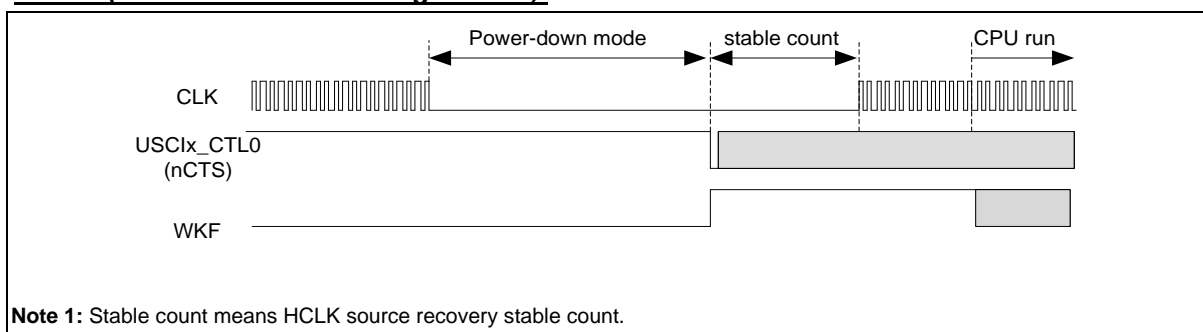 Power-down mode
stable count
CPU run
CLK
USCIx_CTL0
(nCTS)
WKF
Note 1: Stable count means HCLK source recovery stable count.